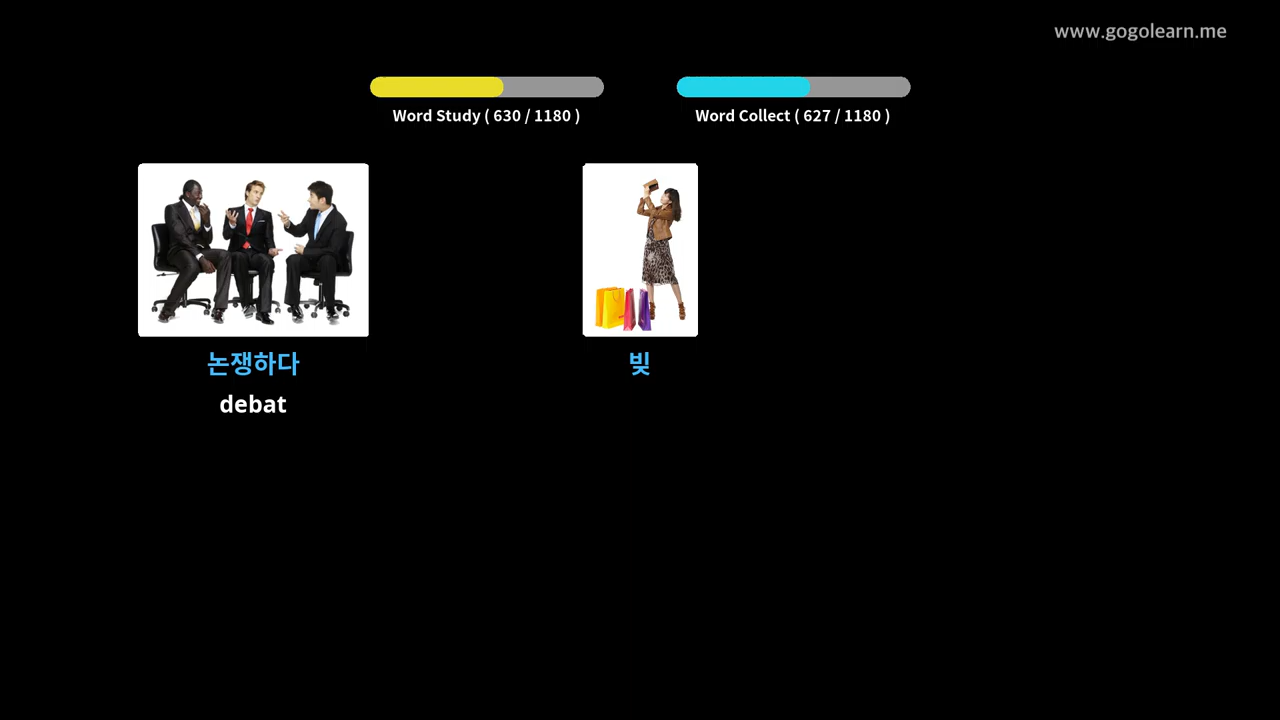 www.gogolearn.me
Word Study ( 630 / 1180 )
Word Collect ( 627 / 1180 )
논쟁하다
빚
debat